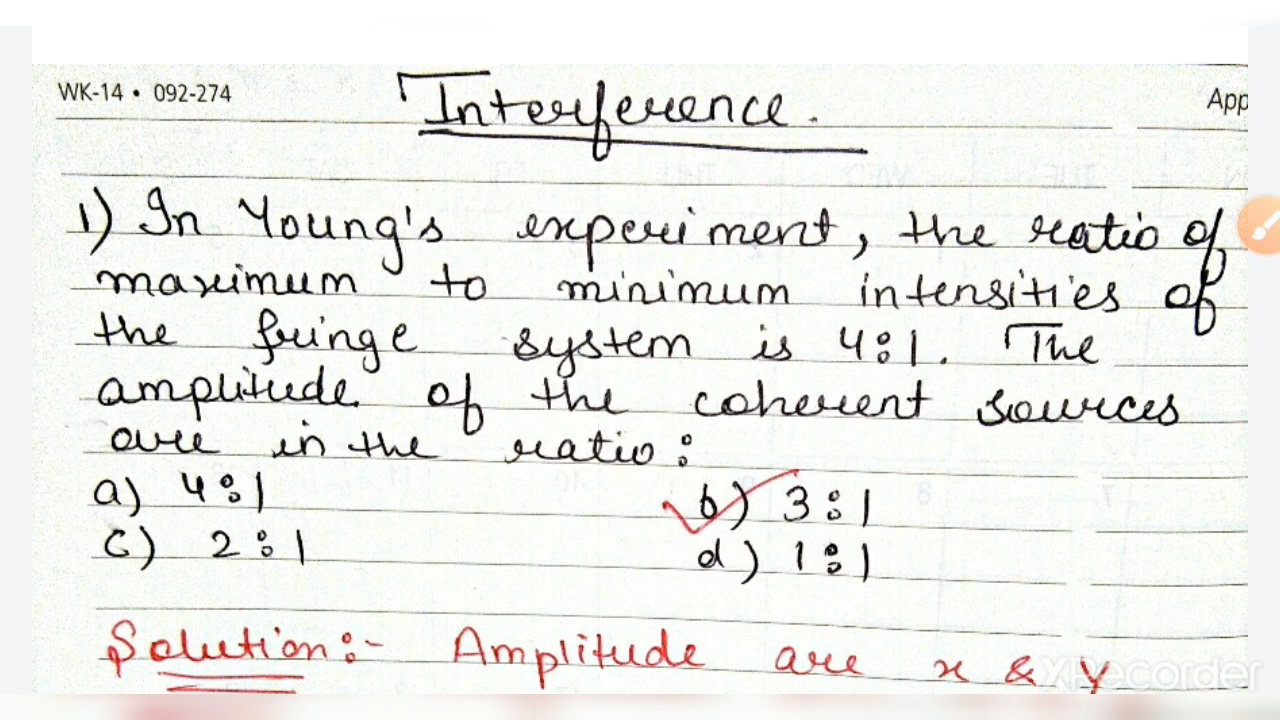 WK-14 • 092-274
Interference.
App
1) In Young's experiment, the ratio of
maximum to minimum intensities of
the fringe system is 4:1. The
amplitude of the coherent sources
are in the ratio:
a) 4:1 b) 3:1
c) 2:1 d) 1:1
Solution:- Amplitude are x & y
XRecorder